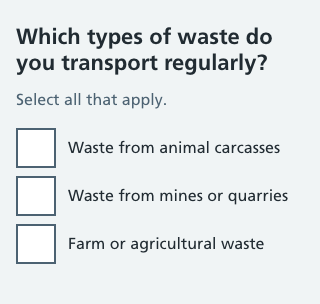 Which types of waste do
you transport regularly?
Select all that apply.
Waste from animal carcasses
Waste from mines or quarries
Farm or agricultural waste